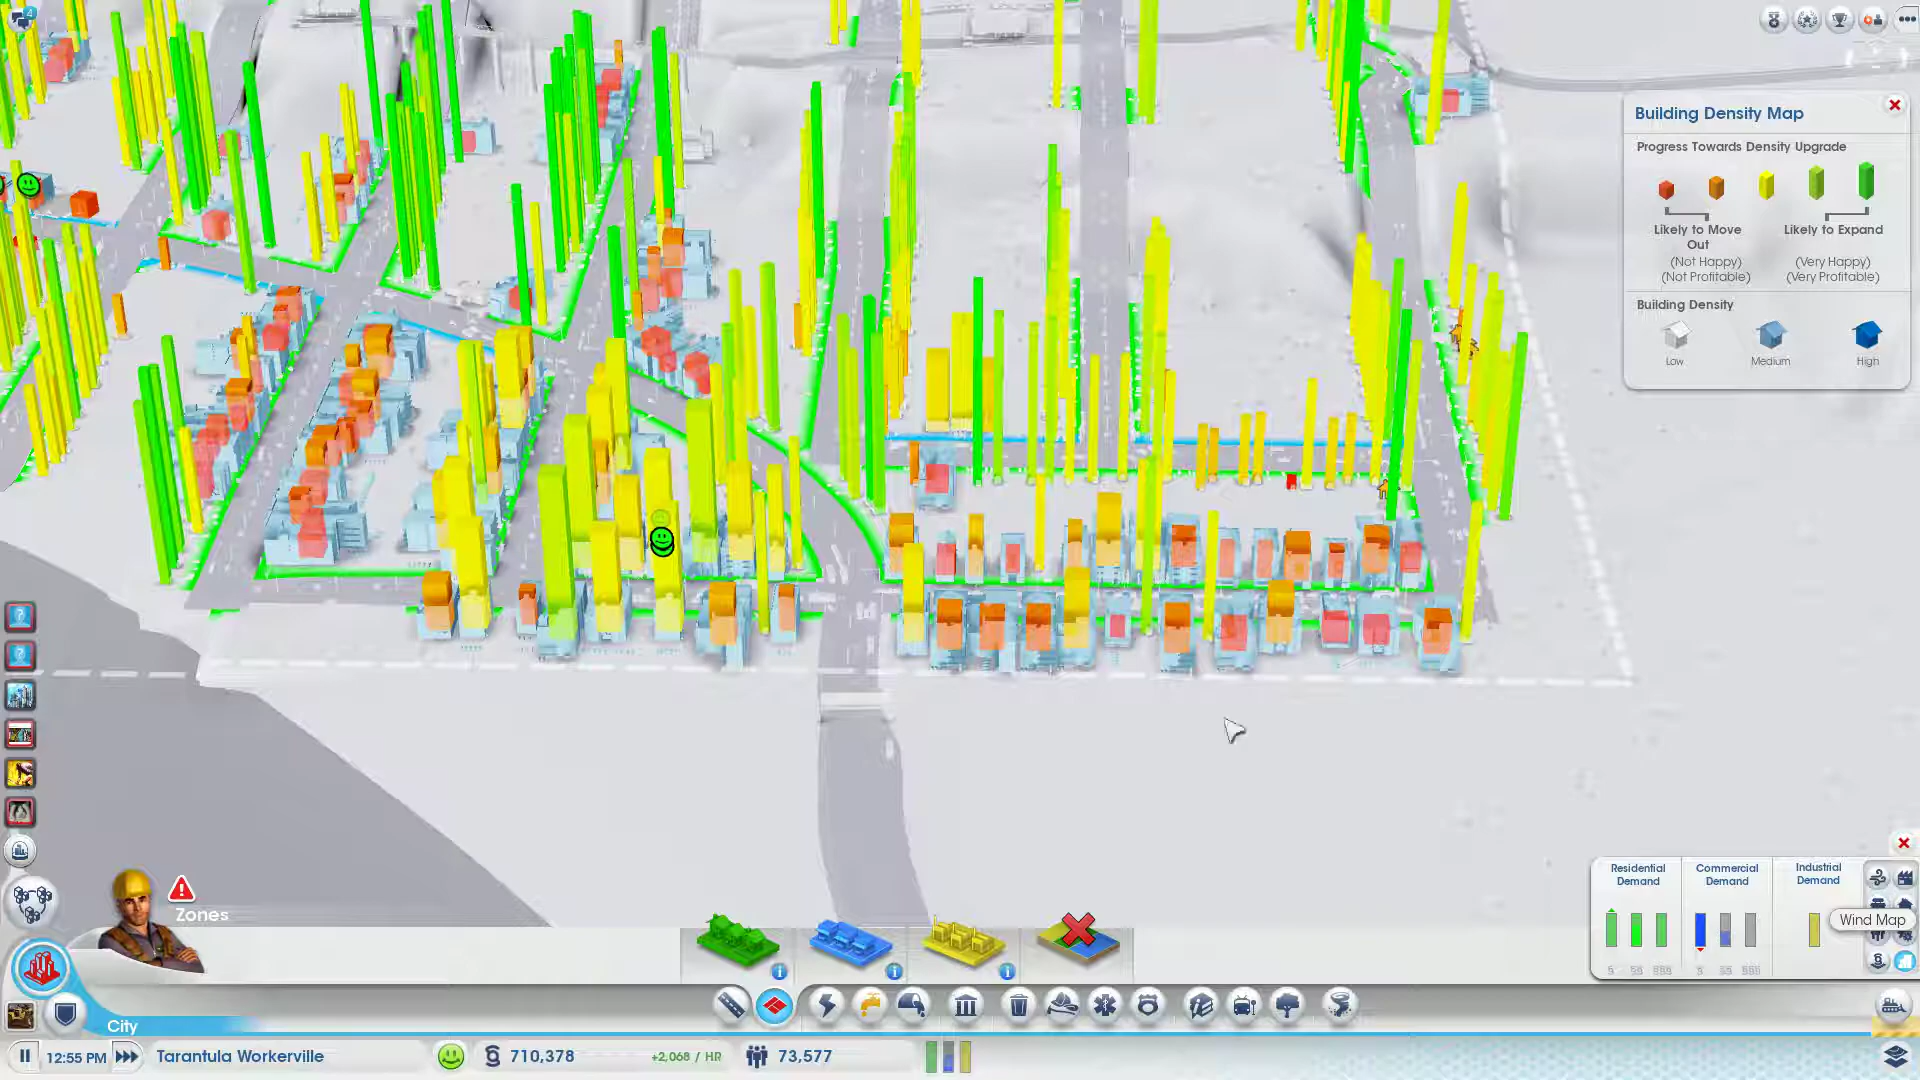 4
Building Density Map
Progress Towards Density Upgrade
Likely to Move Out
Likely to Expand
(Not Happy)
(Not Profitable)
(Very Happy)
(Very Profitable)
Building Density
Low
Medium
High
Residential Demand
Commercial Demand
Industrial Demand
Wind Map
$ $$ $$$
$ $$ $$$
Zones
City
12:55 PM
Tarantula Workerville
710,378
+2,068 / HR
73,577